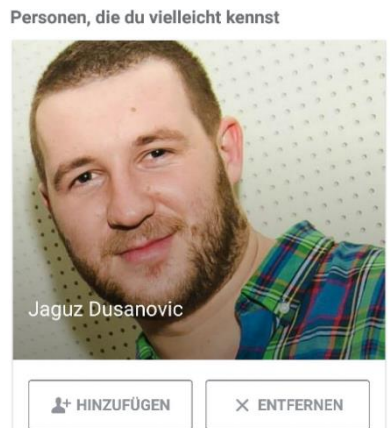 Personen, die du vielleicht kennst
Jaguz Dusanovic
HINZUFÜGEN
ENTFERNEN